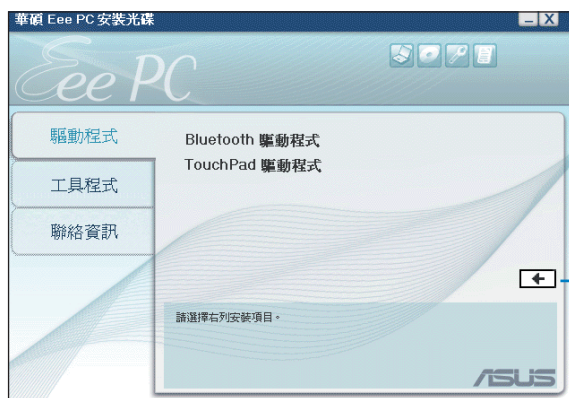 華碩 Eee PC 安裝光碟
Eee PC
驅動程式
工具程式
聯絡資訊
Bluetooth 驅動程式
TouchPad 驅動程式
請選擇右列安裝項目。
ASUS